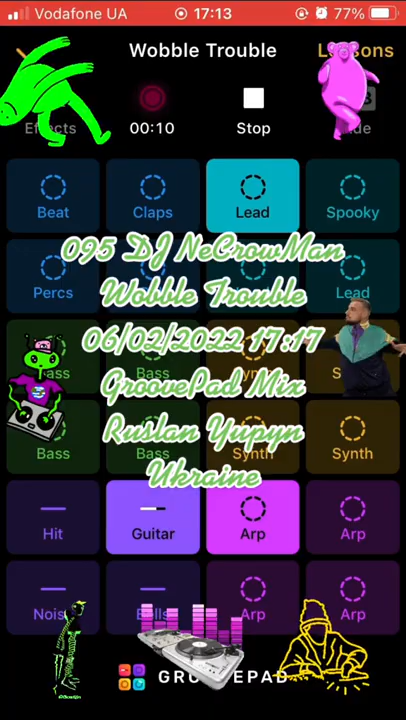 Vodafone UA 17:13 77%
Wobble Trouble Lessons
Effects 00:10 Stop
Beat Claps Lead Spooky
095 DJ NeCrowMan
Percs Lead
Wobble Trouble
06/02/2022 17:17
Bass Bass
GroovePad Mix
Ruslan Yupyn
Bass Bass Synth Synth
Ukraine
Hit Guitar Arp Arp
Arp Arp
GROOVEPAD